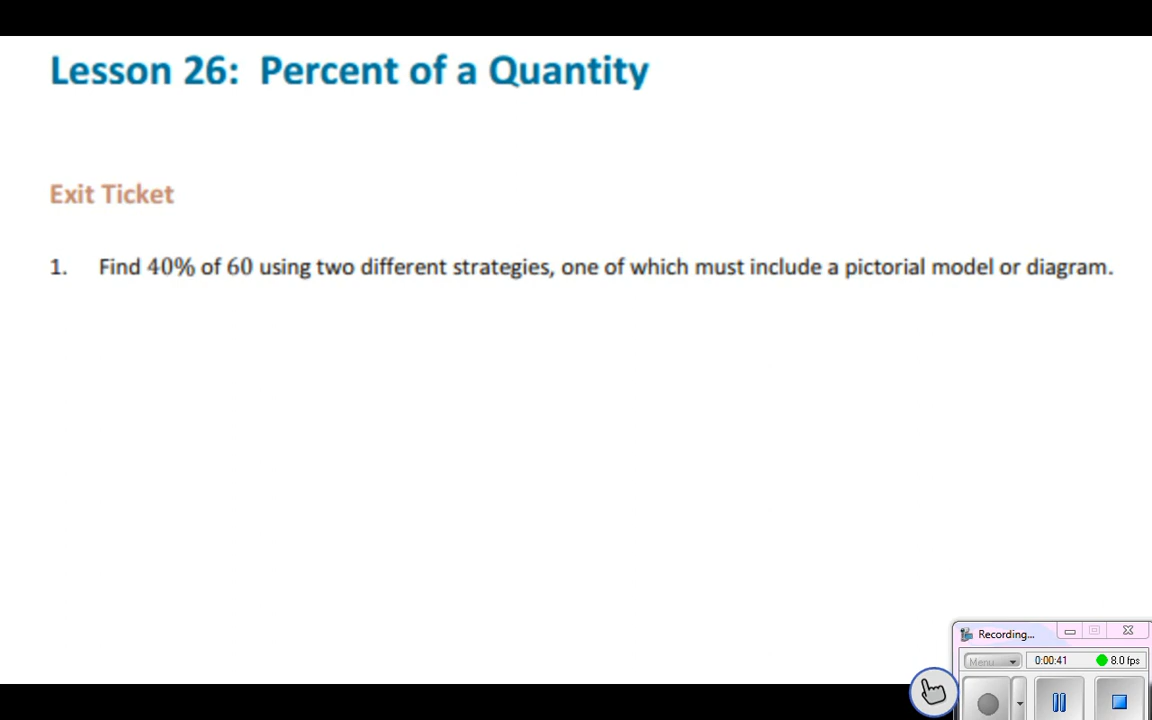 Lesson 26: Percent of a Quantity
Exit Ticket
1. Find 40% of 60 using two different strategies, one of which must include a pictorial model or diagram.
Recording...
Menu
0:00:41
8.0 fps